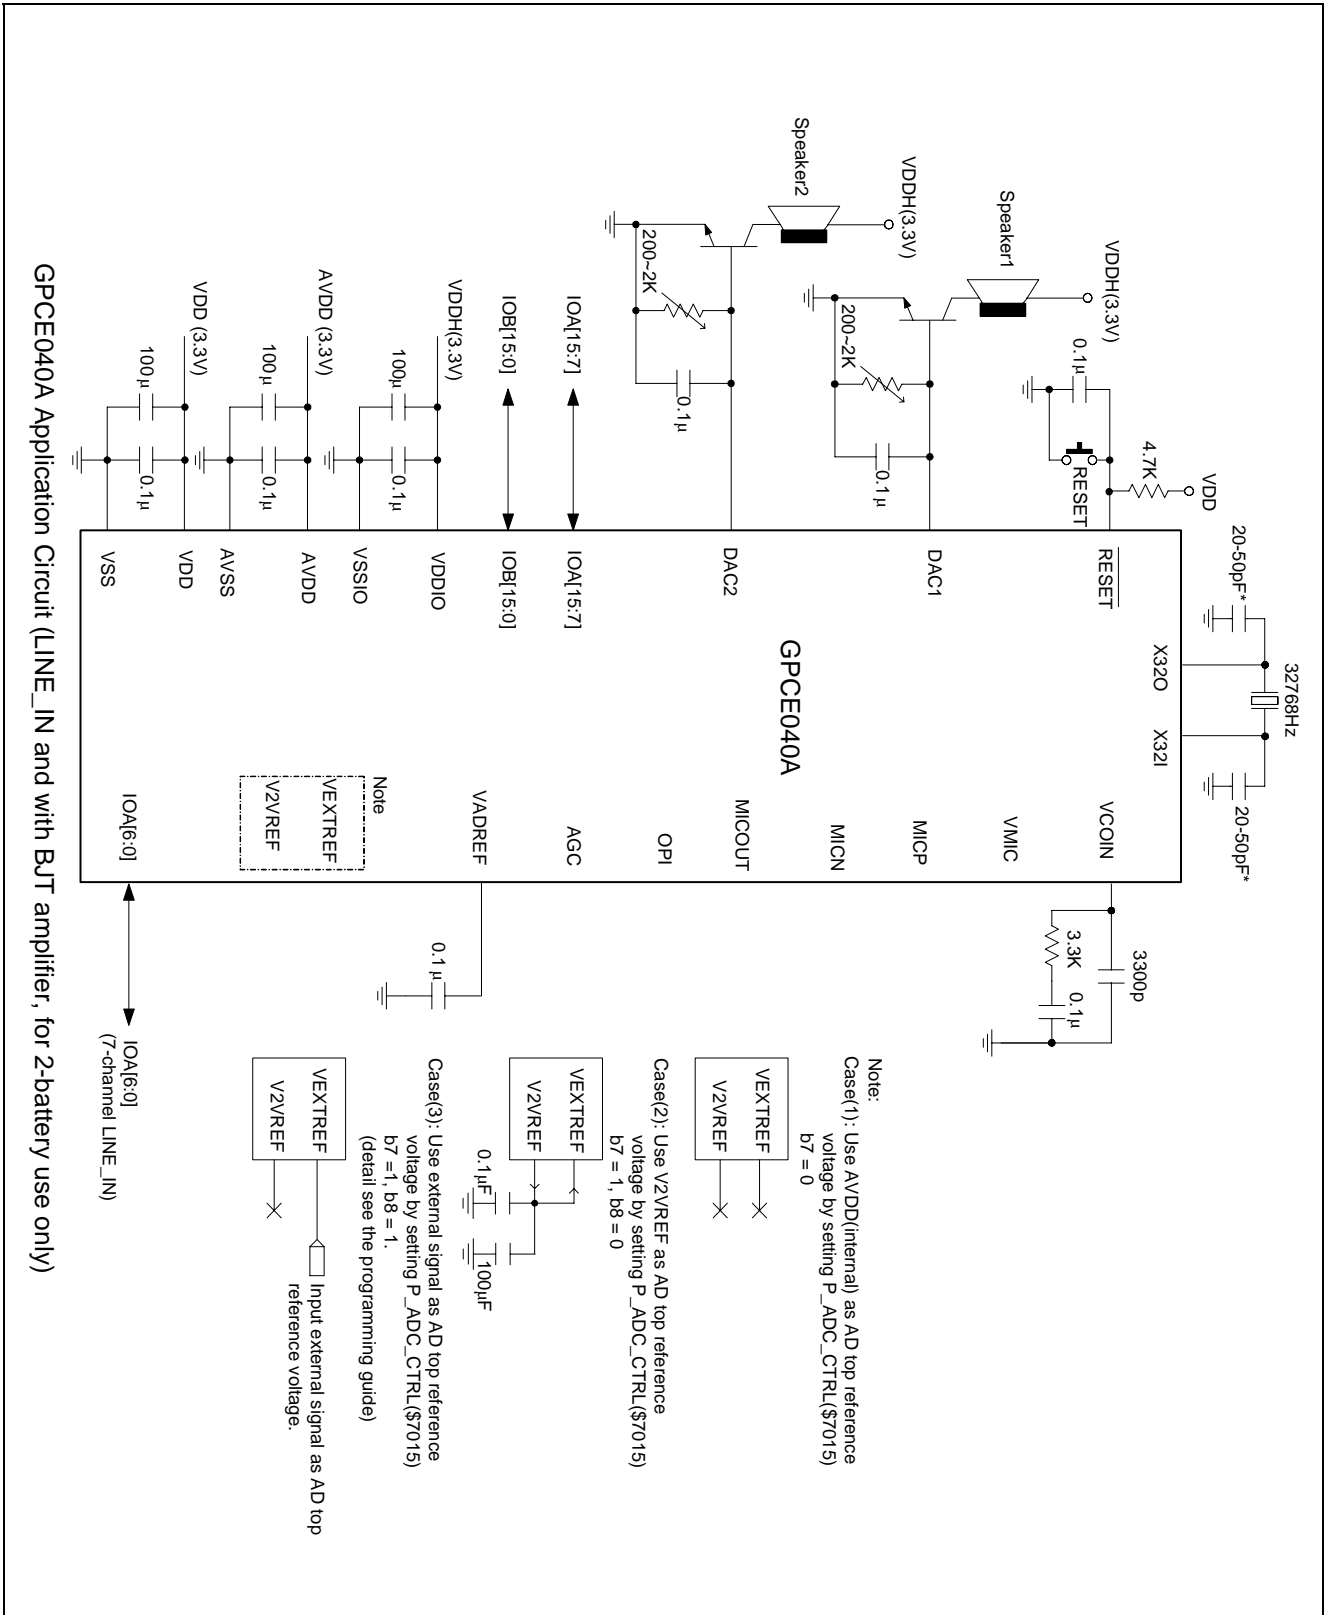 32768Hz
20-50pF*
20-50pF*
X32O
X32I
VDD
4.7K
0.1µ
RESET
RESET
VDDH(3.3V)
Speaker1
200~2K
0.1µ
DAC1
VDDH(3.3V)
Speaker2
200~2K
0.1µ
DAC2
IOA[15:7]
IOA[15:7]
IOB[15:0]
IOB[15:0]
VDDH(3.3V)
100µ
0.1µ
VDDIO
VSSIO
AVDD (3.3V)
100µ
0.1µ
AVDD
AVSS
VDD (3.3V)
100µ
0.1µ
VDD
VSS
GPCE040A
VCOIN
VMIC
MICP
MICN
MICOUT
OPI
AGC
VADREF
Note
VEXTREF
V2VREF
IOA[6:0]
3300p
3.3K
0.1µ
0.1 µ
IOA[6:0]
(7-channel LINE_IN)
Note:
Case(1): Use AVDD(internal) as AD top reference
voltage by setting P_ADC_CTRL($7015)
b7 = 0
VEXTREF
V2VREF
Case(2): Use V2VREF as AD top reference
voltage by setting P_ADC_CTRL($7015)
b7 = 1, b8 = 0
VEXTREF
V2VREF
0.1µF
100µF
Case(3): Use external signal as AD top reference
voltage by setting P_ADC_CTRL($7015)
b7 =1, b8 = 1.
(detail see the programming guide)
VEXTREF
V2VREF
Input external signal as AD top
reference voltage.
GPCE040A Application Circuit (LINE_IN and with BJT amplifier, for 2-battery use only)